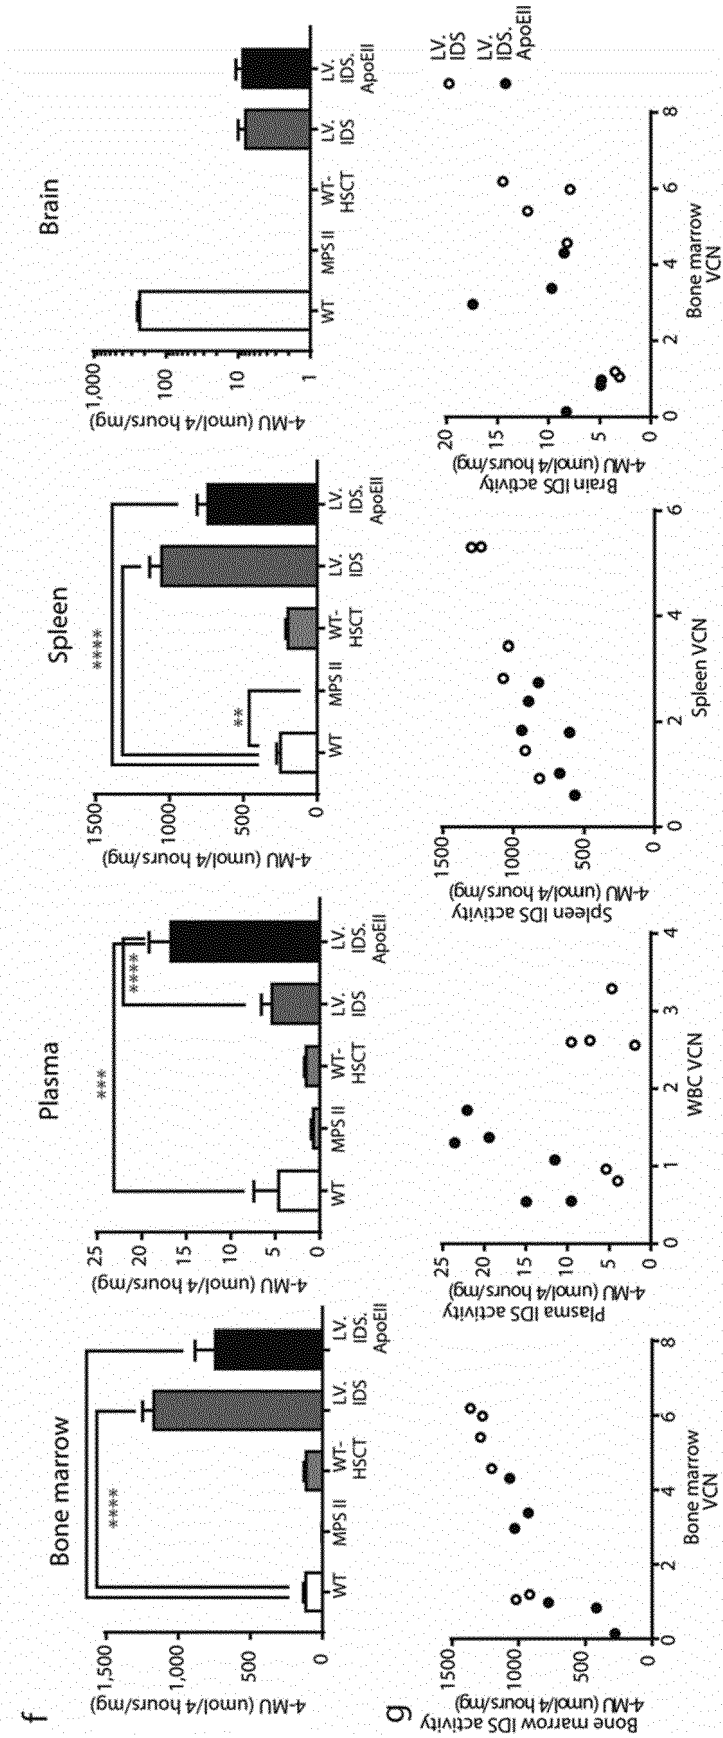 f
Bone marrow
4-MU (umol/4 hours/mg)
1,500
1,000
500
0
****
WT
MPS II
WT-
HSCT
LV.
IDS
LV.
IDS.
ApoEII
Plasma
4-MU (umol/4 hours/mg)
25
20
15
10
5
0
***
****
WT
MPS II
WT-
HSCT
LV.
IDS
LV.
IDS.
ApoEII
Spleen
4-MU (umol/4 hours/mg)
1500
1000
500
0
****
**
WT
MPS II
WT-
HSCT
LV.
IDS
LV.
IDS.
ApoEII
Brain
4-MU (umol/4 hours/mg)
1,000
100
10
1
WT
MPS II
WT-
HSCT
LV.
IDS
LV.
IDS.
ApoEII
g
Bone marrow IDS activity
4-MU (umol/4 hours/mg)
1500
1000
500
0
0 2 4 6 8
Bone marrow
VCN
Plasma IDS activity
4-MU (umol/4 hours/mg)
25
20
15
10
5
0
0 1 2 3 4
WBC VCN
Spleen IDS activity
4-MU (umol/4 hours/mg)
1500
1000
500
0
0 2 4 6
Spleen VCN
Brain IDS activity
4-MU (umol/4 hours/mg)
20
15
10
5
0
0 2 4 6 8
Bone marrow
VCN
LV.
IDS
LV.
IDS.
ApoEII